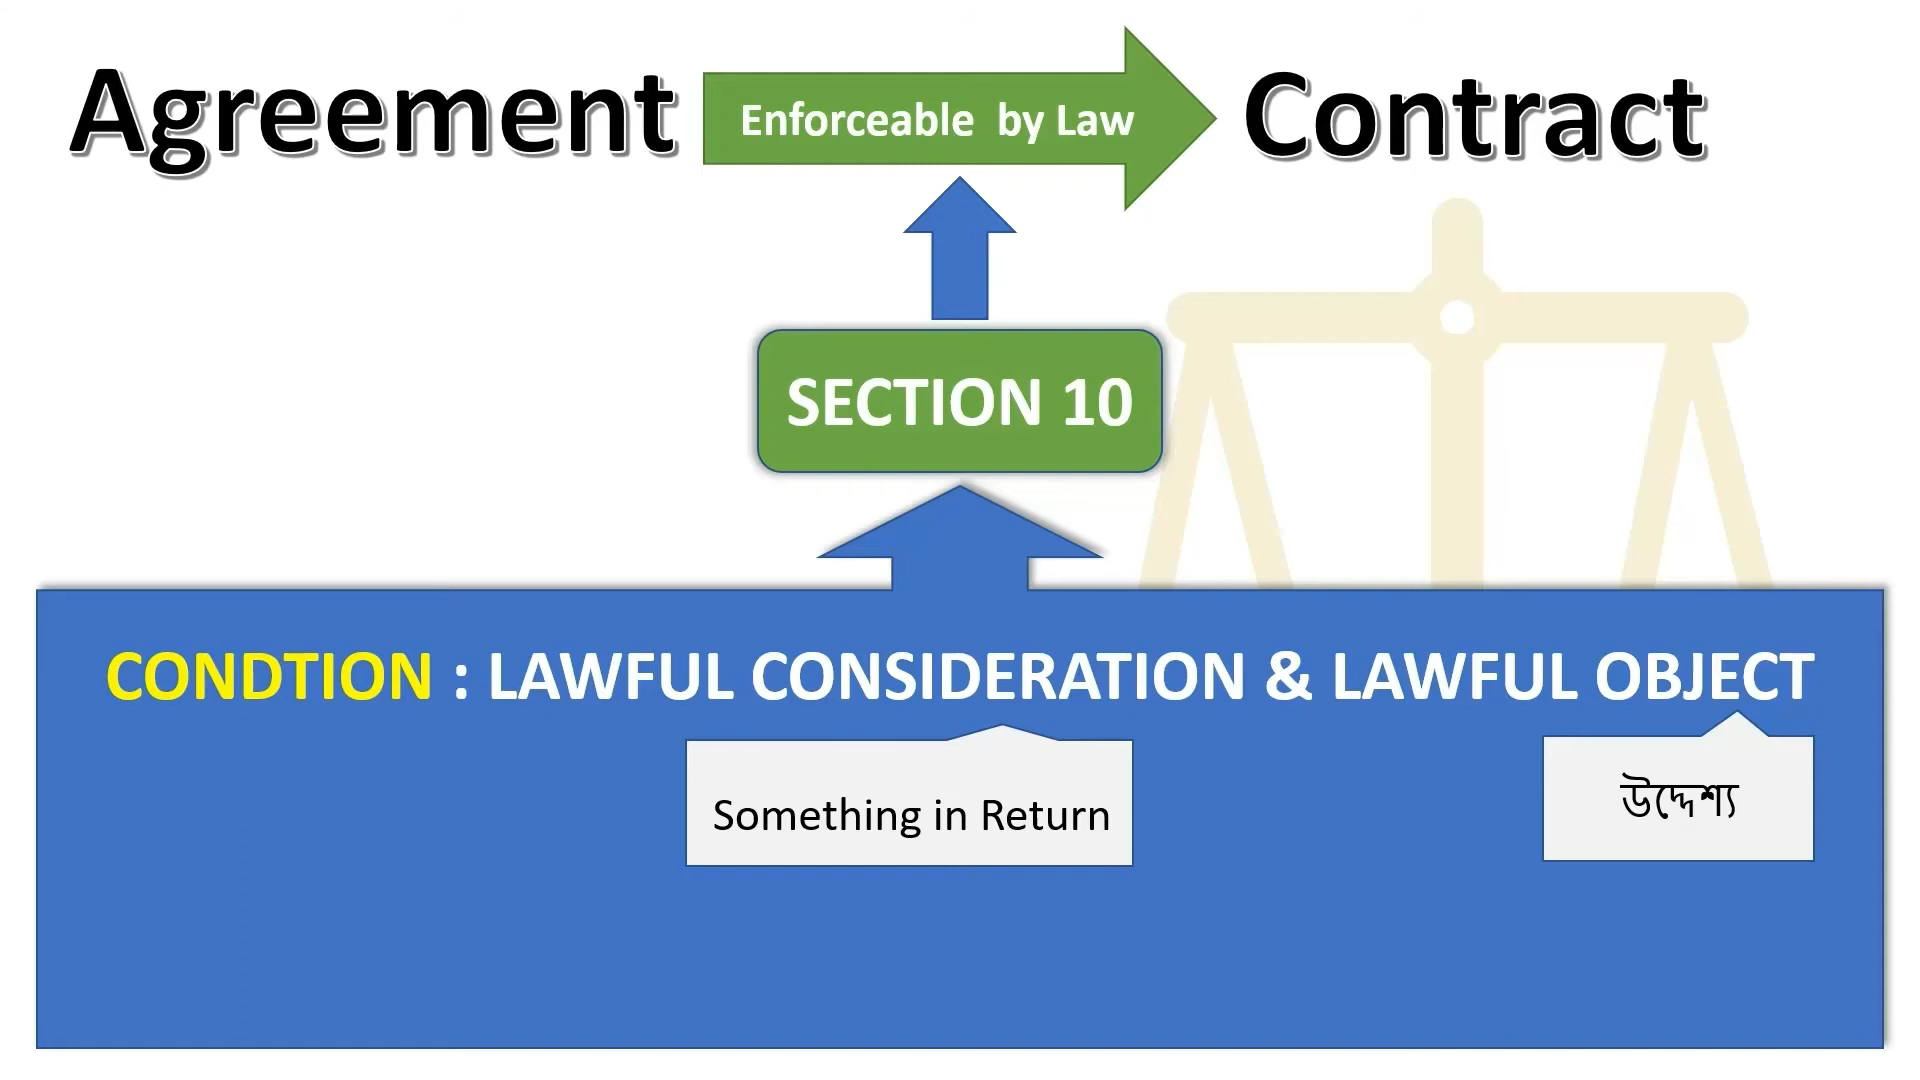 Agreement Enforceable by Law Contract
SECTION 10
CONDTION : LAWFUL CONSIDERATION & LAWFUL OBJECT
Something in Return
উদ্দেশ্য